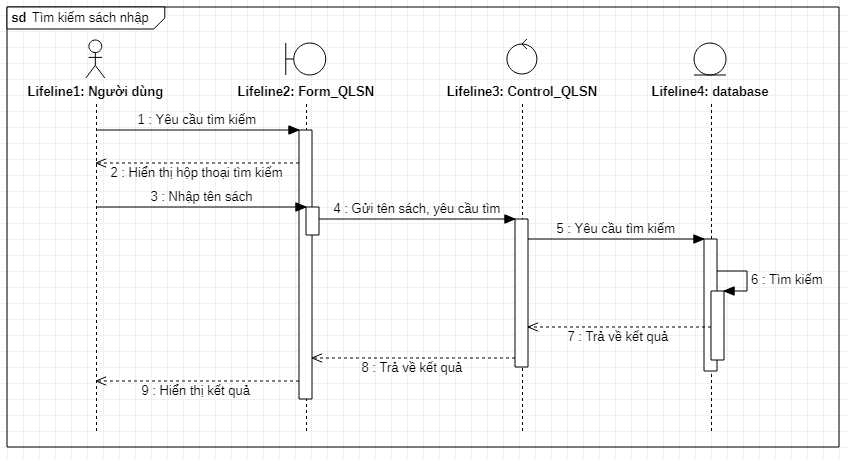 sd Tìm kiếm sách nhập
Lifeline1: Người dùng
Lifeline2: Form_QLSN
Lifeline3: Control_QLSN
Lifeline4: database
1 : Yêu cầu tìm kiếm
2 : Hiển thị hộp thoại tìm kiếm
3 : Nhập tên sách
4 : Gửi tên sách, yêu cầu tìm
5 : Yêu cầu tìm kiếm
6 : Tìm kiếm
7 : Trả về kết quả
8 : Trả về kết quả
9 : Hiển thị kết quả